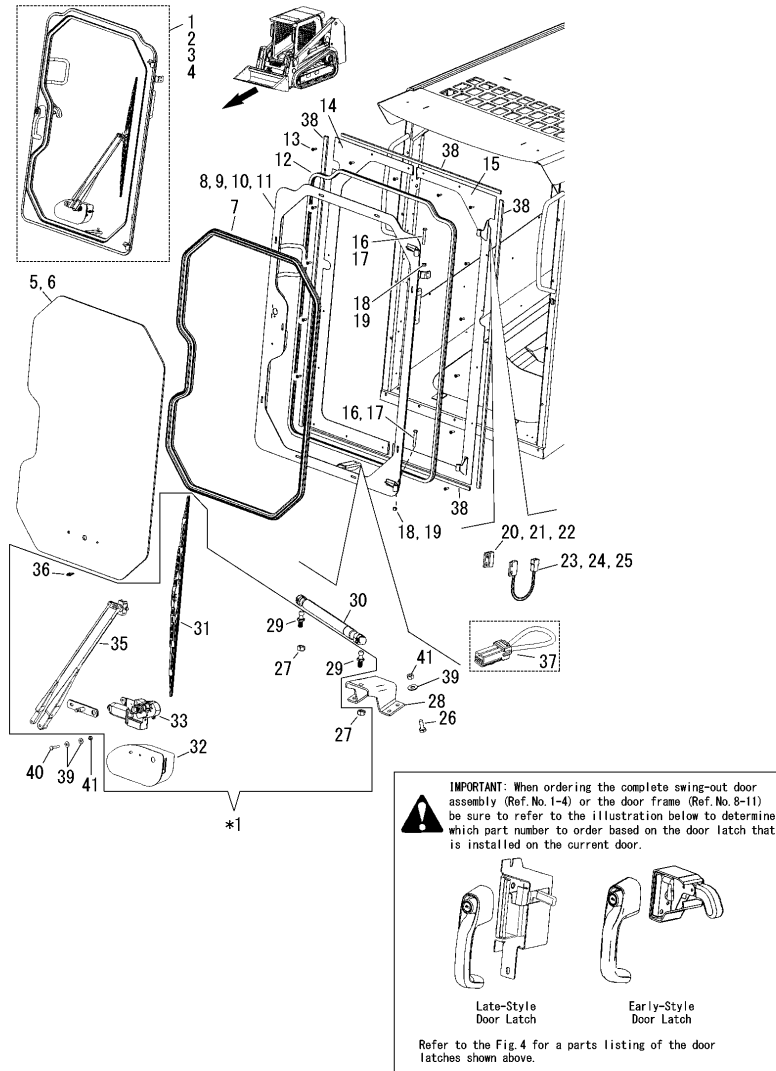 1
2
3
4
14
38
13
12
8, 9, 10, 11
7
38
15
38
16
17
18
19
5, 6
16, 17
38
18, 19
20, 21, 22
23, 24, 25
36
31
30
29
35
27
29
41
39
37
28
33
27
26
32
40
39
41
*1
IMPORTANT: When ordering the complete swing-out door
assembly (Ref.No.1-4) or the door frame (Ref.No.8-11)
be sure to refer to the illustration below to determine
which part number to order based on the door latch that
is installed on the current door.
Late-Style
Door Latch
Early-Style
Door Latch
Refer to the Fig.4 for a parts listing of the door
latches shown above.